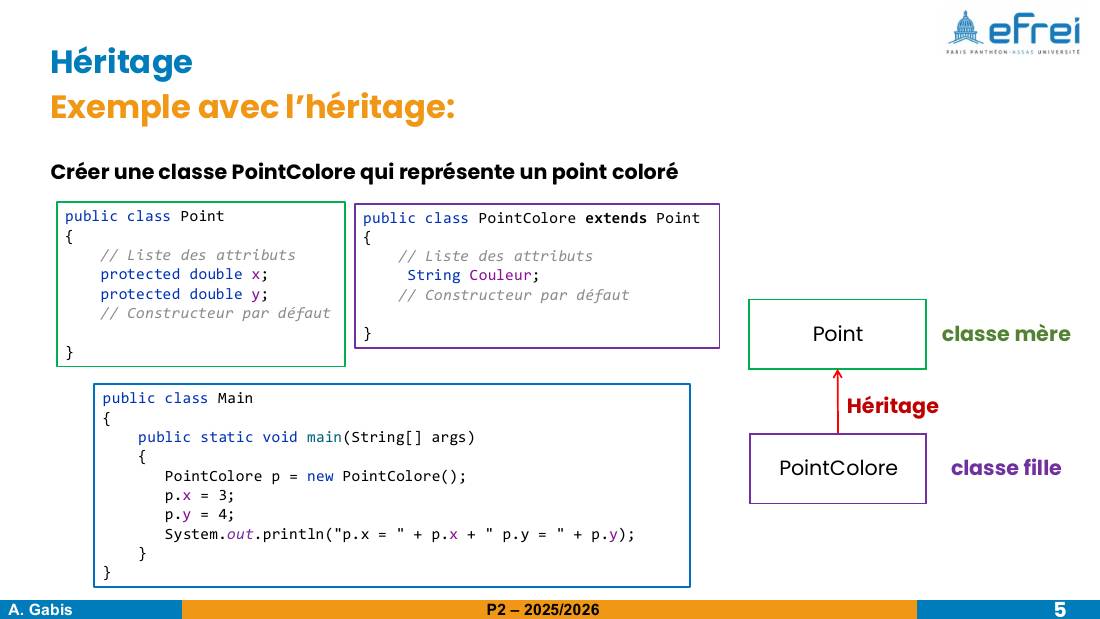 eFrei
PARIS PANTHÉON-ASSAS UNIVERSITÉ
Héritage
Exemple avec l’héritage:
Créer une classe PointColore qui représente un point coloré
public class Point
{
// Liste des attributs
protected double x;
protected double y;
// Constructeur par défaut
}
public class PointColore extends Point
{
// Liste des attributs
String Couleur;
// Constructeur par défaut
}
public class Main
{
public static void main(String[] args)
{
PointColore p = new PointColore();
p.x = 3;
p.y = 4;
System.out.println("p.x = " + p.x + " p.y = " + p.y);
}
}
Point
classe mère
Héritage
PointColore
classe fille
A. Gabis
P2 – 2025/2026
5